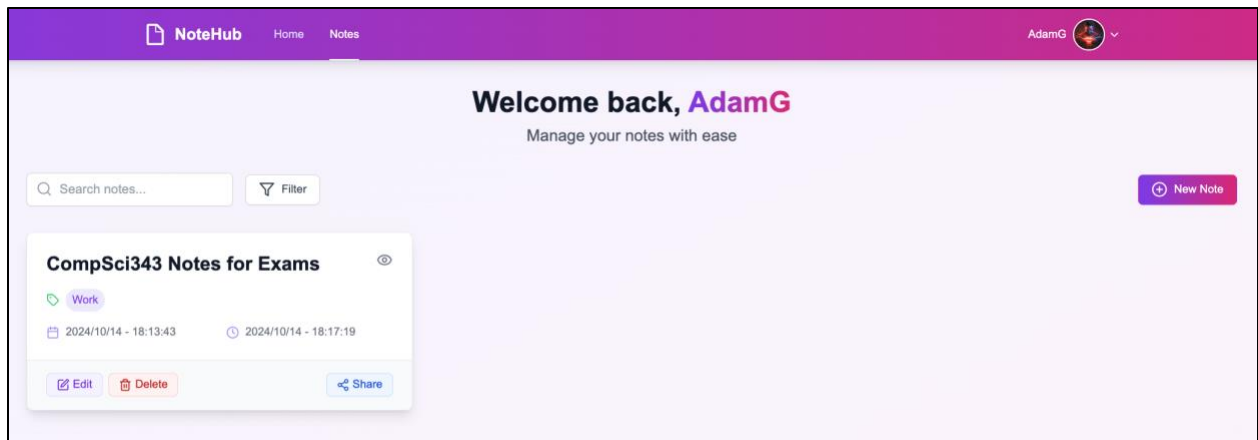 NoteHub Home Notes AdamG
Welcome back, AdamG
Manage your notes with ease
Search notes... Filter New Note
CompSci343 Notes for Exams
Work
2024/10/14 - 18:13:43 2024/10/14 - 18:17:19
Edit Delete Share